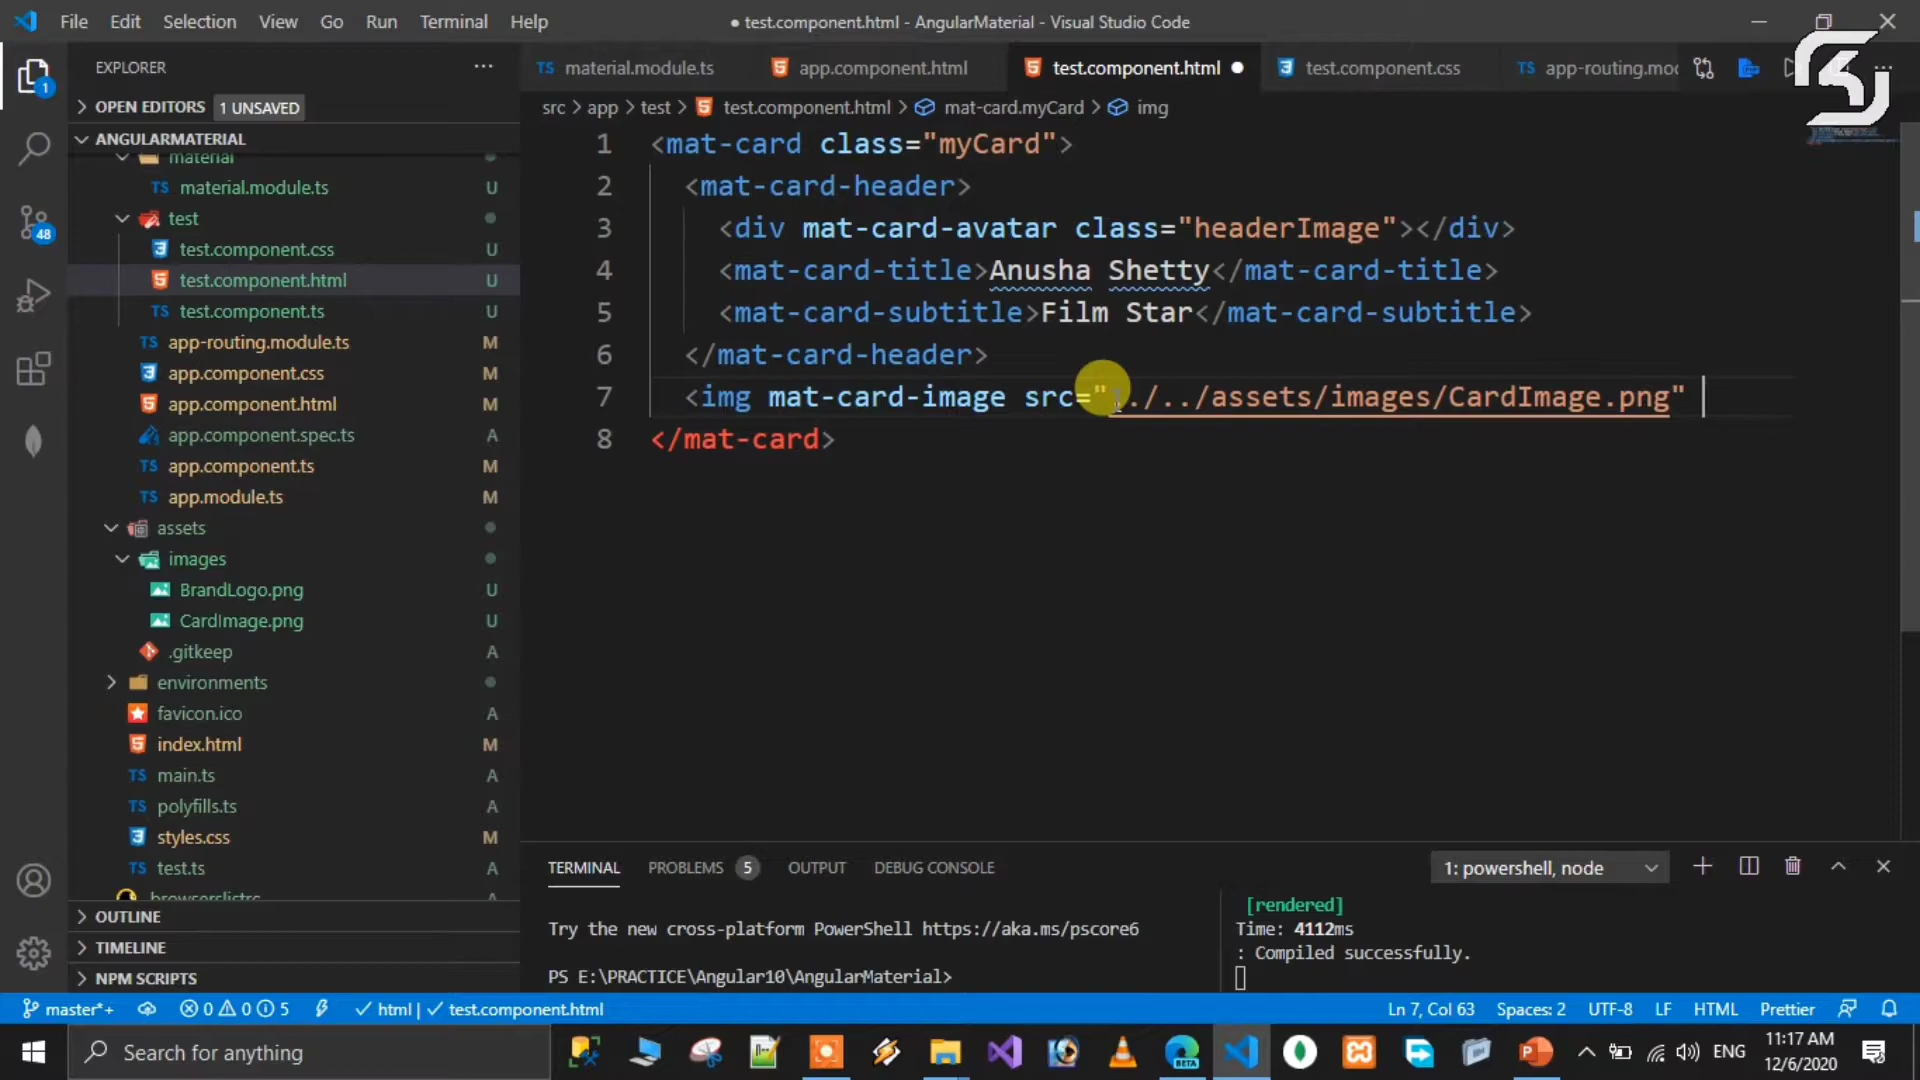 File Edit Selection View Go Run Terminal Help
● test.component.html - AngularMaterial - Visual Studio Code
EXPLORER
OPEN EDITORS 1 UNSAVED
ANGULARMATERIAL
material
TS material.module.ts U
test
test.component.css U
test.component.html U
TS test.component.ts U
TS app-routing.module.ts M
app.component.css M
app.component.html M
app.component.spec.ts A
TS app.component.ts M
TS app.module.ts M
assets
images
BrandLogo.png U
CardImage.png U
.gitkeep A
environments
favicon.ico A
index.html M
TS main.ts A
TS polyfills.ts A
styles.css M
TS test.ts A
browserslistrc
OUTLINE
TIMELINE
NPM SCRIPTS
1
48
TS material.module.ts app.component.html test.component.html ● test.component.css TS app-routing.mod
src > app > test > test.component.html > mat-card.myCard > img
1 <mat-card class="myCard">
2 <mat-card-header>
3 <div mat-card-avatar class="headerImage"></div>
4 <mat-card-title>Anusha Shetty</mat-card-title>
5 <mat-card-subtitle>Film Star</mat-card-subtitle>
6 </mat-card-header>
7 <img mat-card-image src="../../assets/images/CardImage.png"
8 </mat-card>
TERMINAL PROBLEMS 5 OUTPUT DEBUG CONSOLE
1: powershell, node
Try the new cross-platform PowerShell https://aka.ms/pscore6
PS E:\PRACTICE\Angular10\AngularMaterial>
[rendered]
Time: 4112ms
: Compiled successfully.
master*+ 0 0 5 html | test.component.html
Ln 7, Col 63 Spaces: 2 UTF-8 LF HTML Prettier
Search for anything
BETA
ENG
11:17 AM
12/6/2020